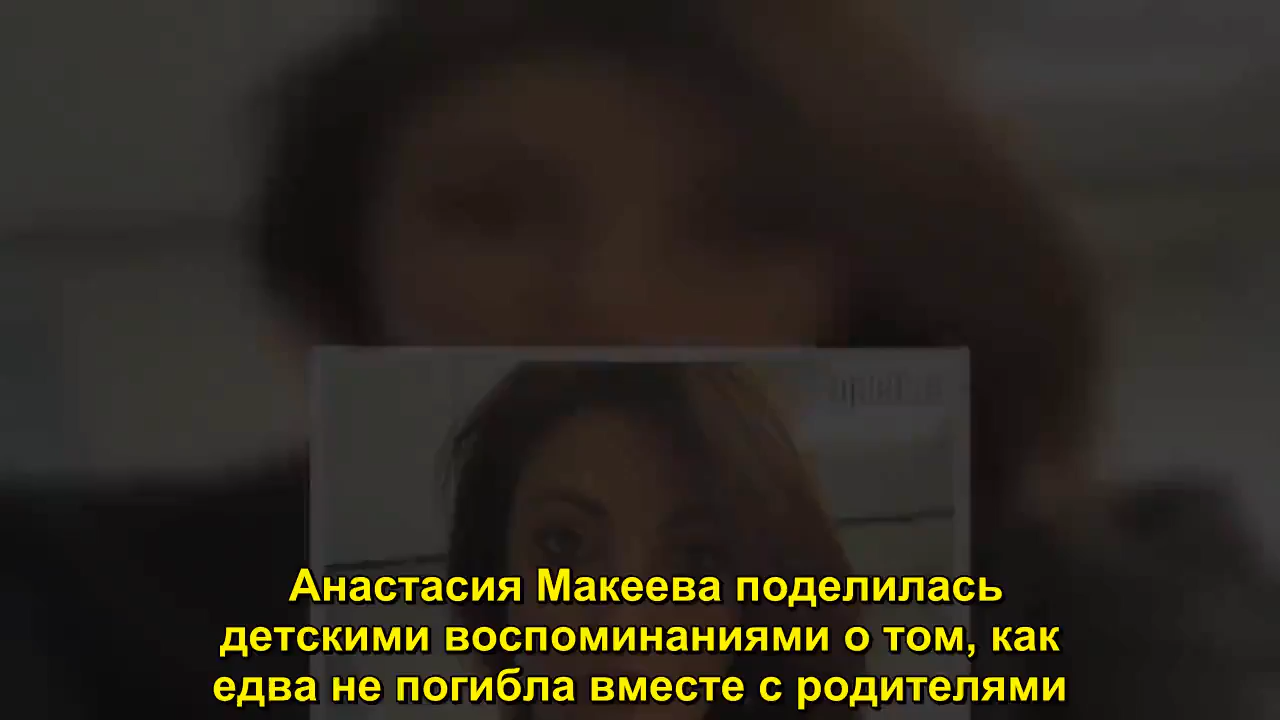 Анастасия Макеева поделилась
детскими воспоминаниями о том, как
едва не погибла вместе с родителями